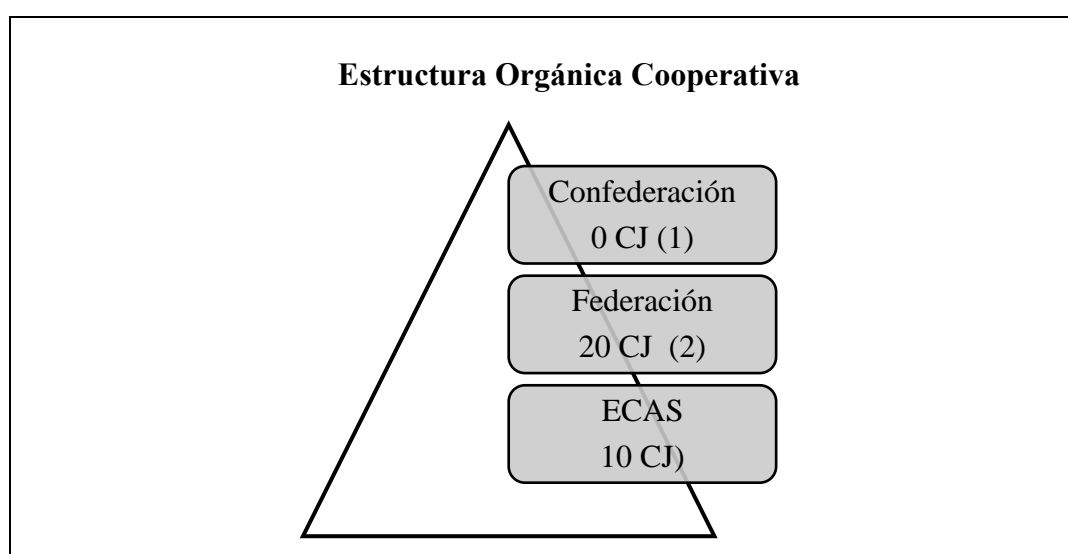 Estructura Orgánica Cooperativa
Confederación
0 CJ (1)
Federación
20 CJ  (2)
ECAS
10 CJ)